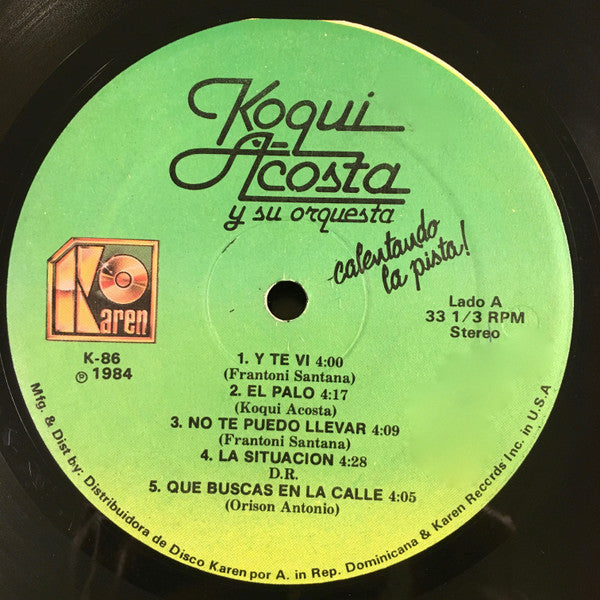 Koqui
Acosta
y su orquesta
calentando
la pista!
Karen
K-86
℗ 1984
Lado A
33 1/3 RPM
Stereo
1. Y TE VI 4:00
(Frantoni Santana)
2. EL PALO 4:17
(Koqui Acosta)
3. NO TE PUEDO LLEVAR 4:09
(Frantoni Santana)
4. LA SITUACION 4:28
D.R.
5. QUE BUSCAS EN LA CALLE 4:05
(Orison Antonio)
Mfg. & Dist by: Distribuidora de Disco Karen por A. in Rep. Dominicana & Karen Records Inc. in U.S.A